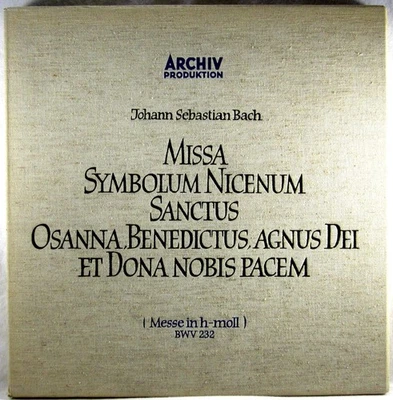 ARCHIV
PRODUKTION
Johann Sebastian Bach
MISSA
SYMBOLUM NICENUM
SANCTUS
OSANNA, BENEDICTUS, AGNUS DEI
ET DONA NOBIS PACEM
( Messe in h-moll )
BWV 232